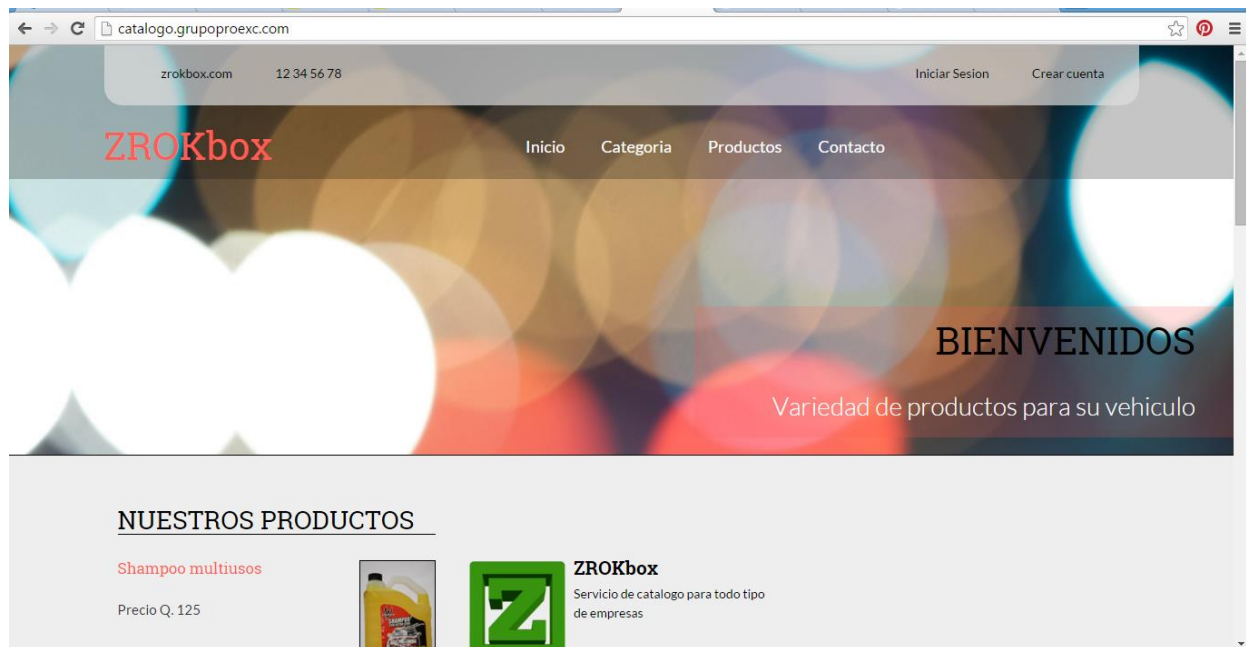 catalogo.grupoproexc.com
zrokbox.com 12 34 56 78 Iniciar Sesion Crear cuenta
ZROKbox Inicio Categoria Productos Contacto
BIENVENIDOS
Variedad de productos para su vehiculo
NUESTROS PRODUCTOS
Shampoo multiusos
Precio Q. 125
SHAMPOO
Z
ZROKbox
Servicio de catalogo para todo tipo
de empresas